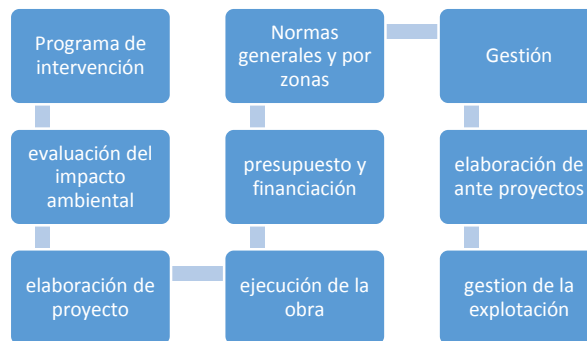 Programa de
intervención
evaluación del
impacto
ambiental
elaboración de
proyecto
ejecución de la
obra
presupuesto y
financiación
Normas
generales y por
zonas
Gestión
elaboración de
ante proyectos
gestion de la
explotación